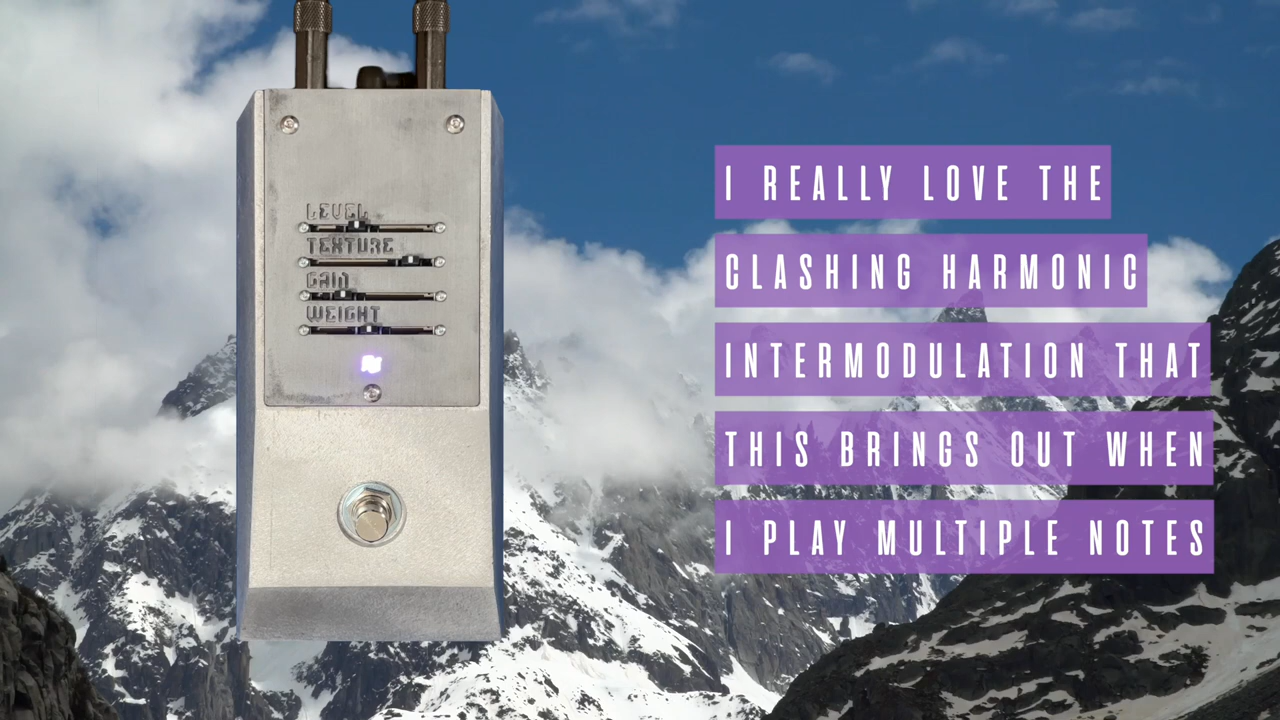 LEVEL
TEXTURE
GAIN
WEIGHT
I REALLY LOVE THE
CLASHING HARMONIC
INTERMODULATION THAT
THIS BRINGS OUT WHEN
I PLAY MULTIPLE NOTES